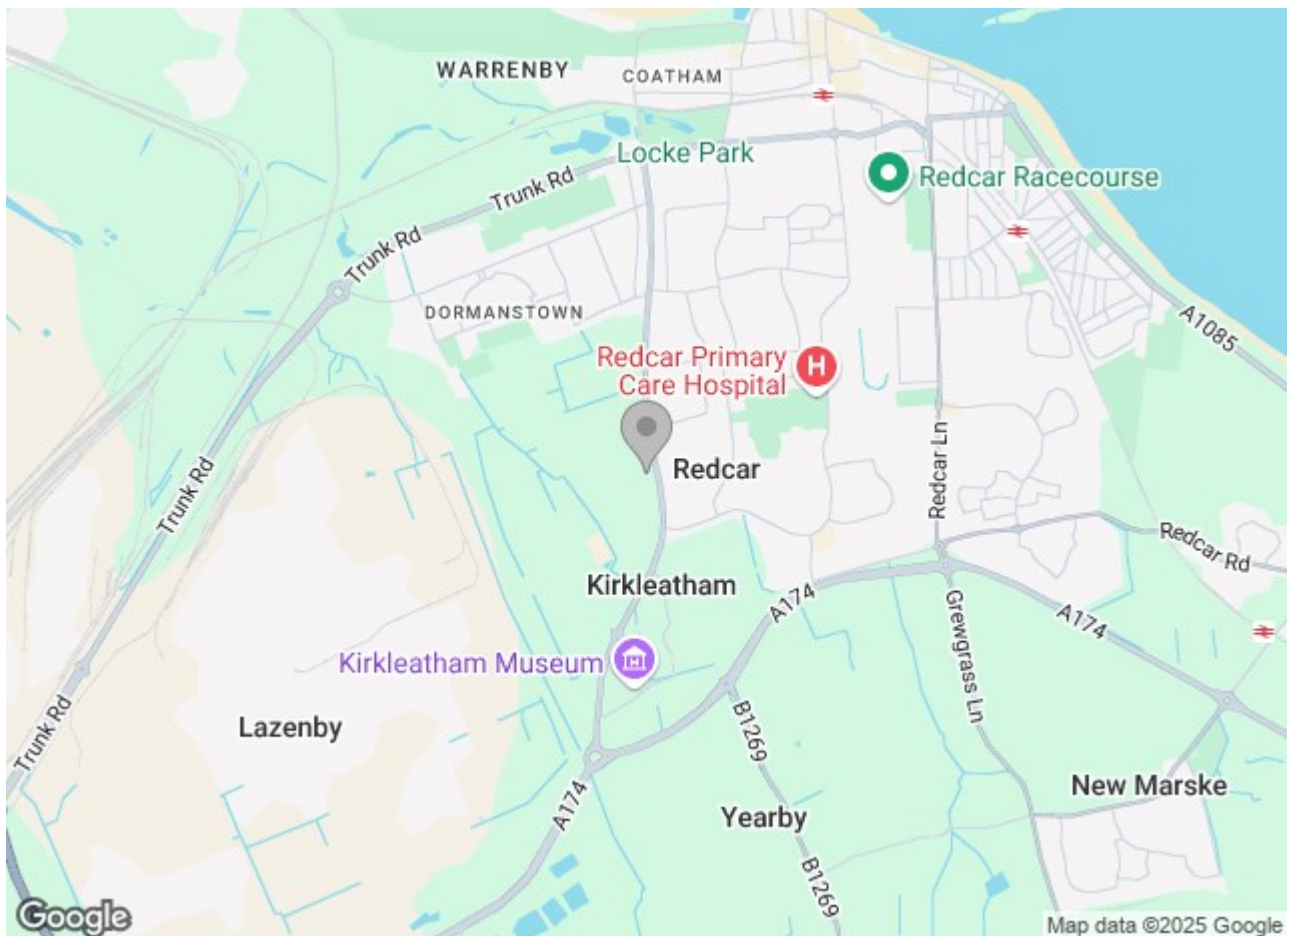 WARRENBY
COATHAM
Locke Park
Trunk Rd
Redcar Racecourse
Trunk Rd
DORMANSTOWN
A1085
Redcar Primary
Care Hospital
H
Redcar
Redcar Ln
Trunk Rd
Redcar Rd
Kirkleatham
A174
Grewgrass Ln
A174
Kirkleatham Museum
Trunk Rd
Lazenby
B1269
A174
New Marske
Yearby
B1269
Google
Map data ©2025 Google